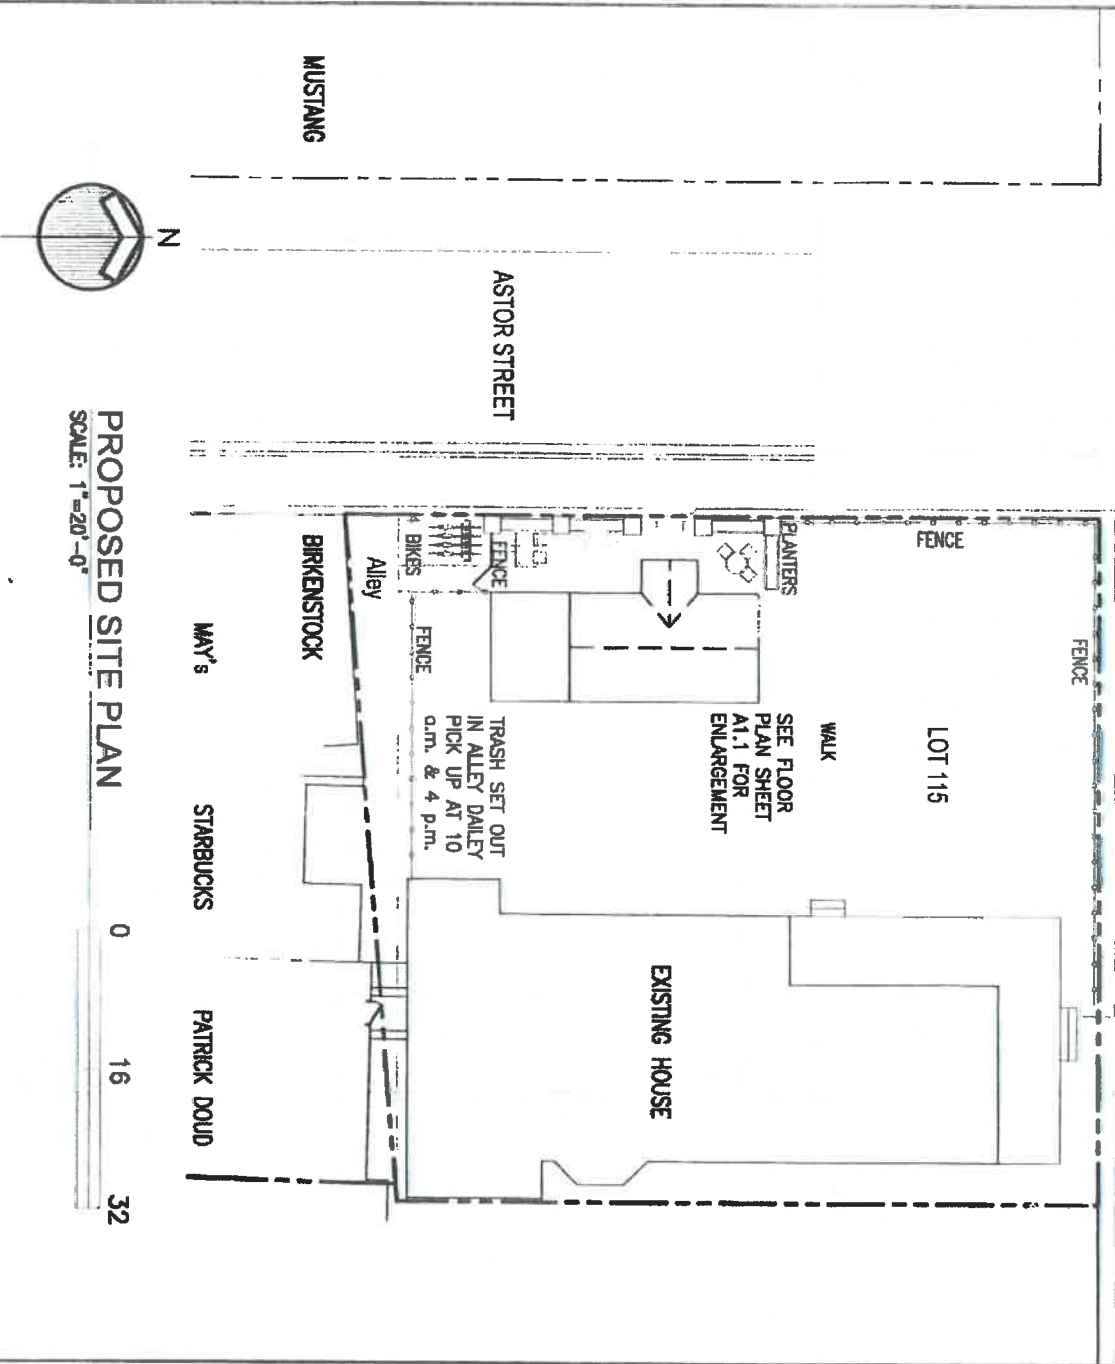 FENCE
FENCE
LOT 115
WALK
PLANTERS
SEE FLOOR
PLAN SHEET
A1.1 FOR
ENLARGEMENT
EXISTING HOUSE
ASTOR STREET
FENCE
TRASH SET OUT
IN ALLEY DAILEY
PICK UP AT 10
a.m. & 4 p.m.
FENCE
4 BIKES
Alley
MUSTANG
BIRKENSTOCK
MAY's
STARBUCKS
PATRICK DOUD
N
PROPOSED SITE PLAN
0 16 32
SCALE: 1"=20'-0"